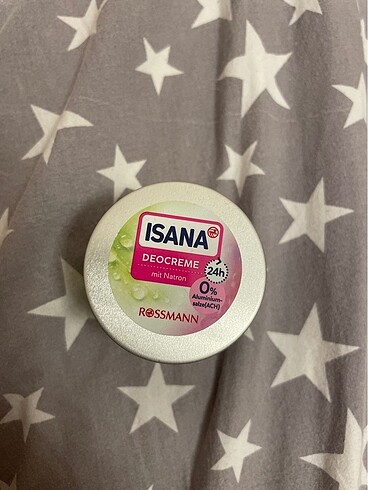 ISANA
DEOCREME
mit Natron
24h
0%
Aluminium-
salze(ACH)
ROSSMANN